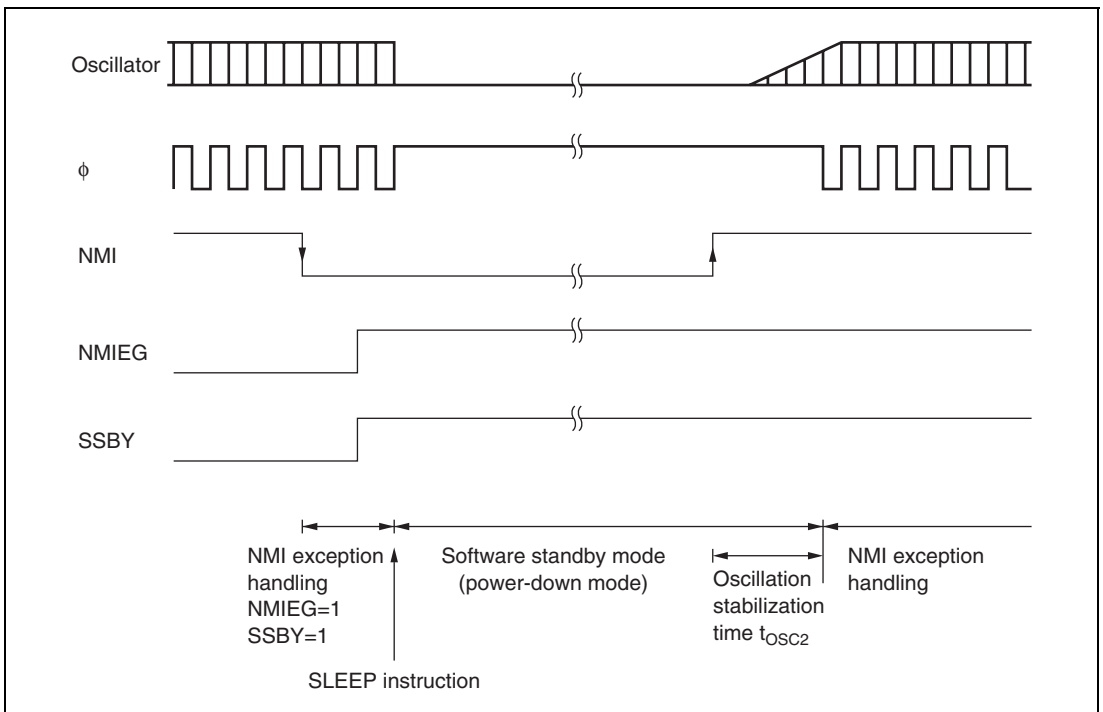 Oscillator
φ
NMI
NMIEG
SSBY
NMI exception
handling
NMIEG=1
SSBY=1
SLEEP instruction
Software standby mode
(power-down mode)
Oscillation
stabilization
time tOSC2
NMI exception
handling